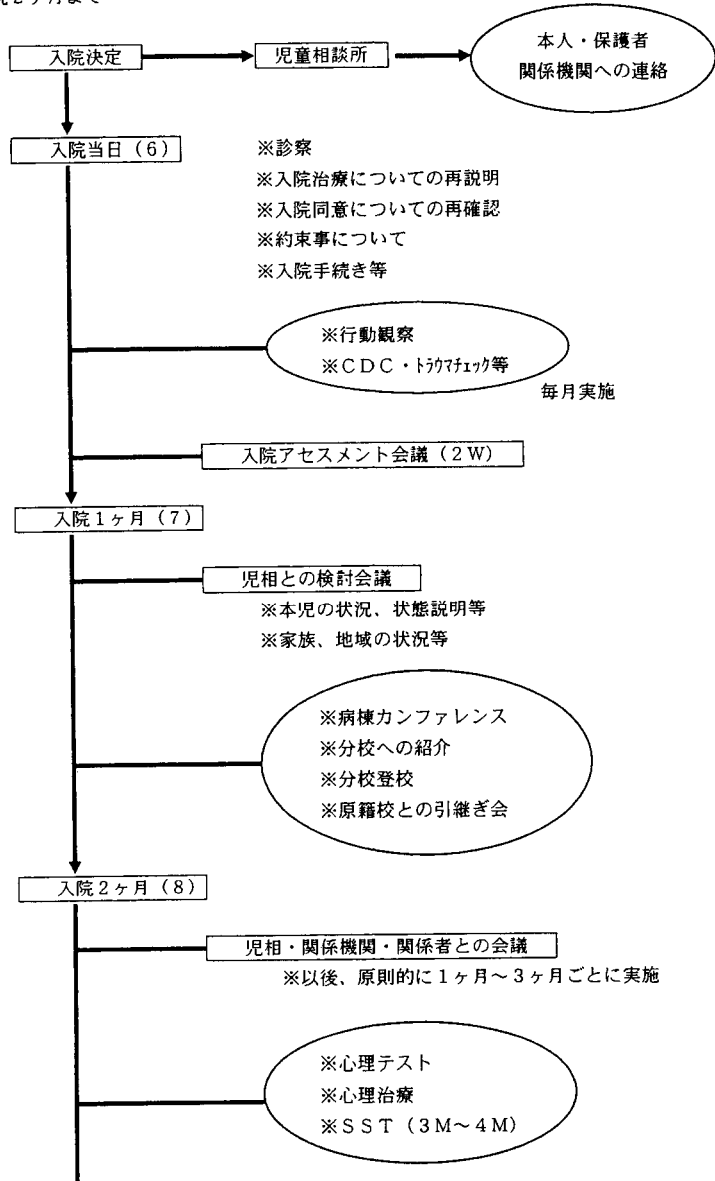 院2ヶ月まで
入院決定
児童相談所
本人・保護者
関係機関への連絡
入院当日（6）
※診察
※入院治療についての再説明
※入院同意についての再確認
※約束事について
※入院手続き等
※行動観察
※CDC・ﾄﾗｳﾏﾁｪｯｸ等
毎月実施
入院アセスメント会議（2W）
入院1ヶ月（7）
児相との検討会議
※本児の状況、状態説明等
※家族、地域の状況等
※病棟カンファレンス
※分校への紹介
※分校登校
※原籍校との引継ぎ会
入院2ヶ月（8）
児相・関係機関・関係者との会議
※以後、原則的に1ヶ月～3ヶ月ごとに実施
※心理テスト
※心理治療
※SST（3M～4M）